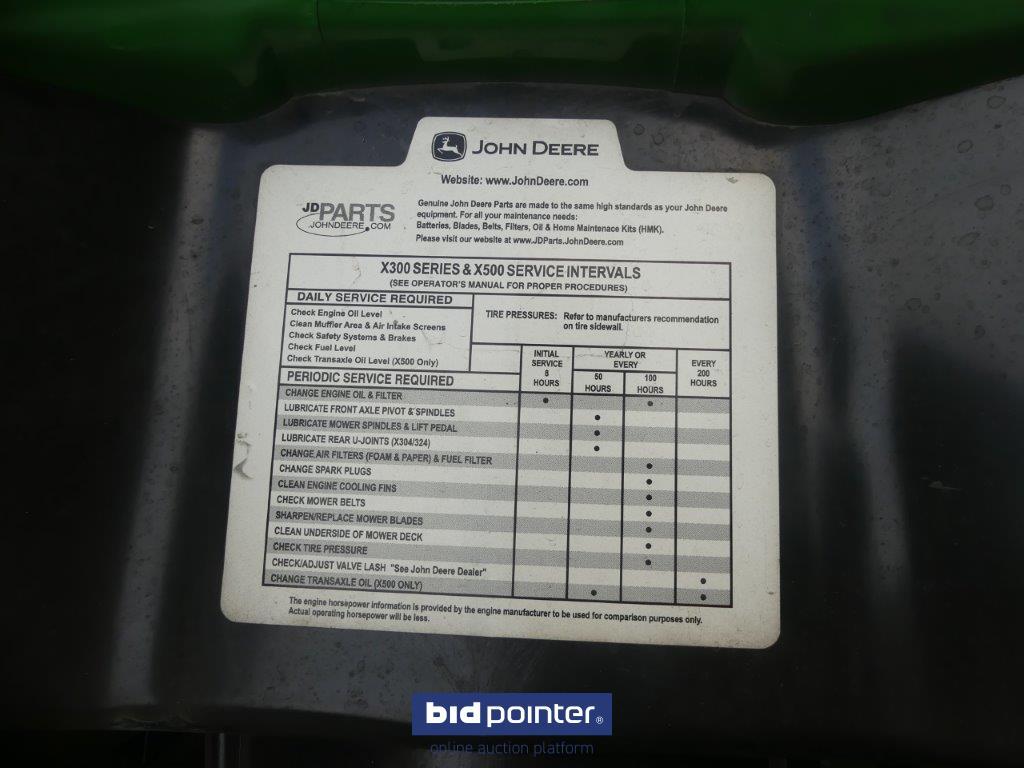 JOHN DEERE
Website: www.JohnDeere.com
JDPARTS
JOHNDEERE.COM
Genuine John Deere Parts are made to the same high standards as your John Deere
equipment. For all your maintenance needs:
Batteries, Blades, Belts, Filters, Oil & Home Maintenace Kits (HMK).
Please visit our website at www.JDParts.JohnDeere.com
X300 SERIES & X500 SERVICE INTERVALS
(SEE OPERATOR'S MANUAL FOR PROPER PROCEDURES)
DAILY SERVICE REQUIRED
Check Engine Oil Level
Clean Muffler Area & Air Intake Screens
Check Safety Systems & Brakes
Check Fuel Level
Check Transaxle Oil Level (X500 Only)
TIRE PRESSURES: Refer to manufacturers recommendation
on tire sidewall.
PERIODIC SERVICE REQUIRED
INITIAL
SERVICE
8
HOURS
YEARLY OR
EVERY
50
HOURS
100
HOURS
EVERY
200
HOURS
CHANGE ENGINE OIL & FILTER
LUBRICATE FRONT AXLE PIVOT & SPINDLES
LUBRICATE MOWER SPINDLES & LIFT PEDAL
LUBRICATE REAR U-JOINTS (X304/324)
CHANGE AIR FILTERS (FOAM & PAPER) & FUEL FILTER
CHANGE SPARK PLUGS
CLEAN ENGINE COOLING FINS
CHECK MOWER BELTS
SHARPEN/REPLACE MOWER BLADES
CLEAN UNDERSIDE OF MOWER DECK
CHECK TIRE PRESSURE
CHECK/ADJUST VALVE LASH "See John Deere Dealer"
CHANGE TRANSAXLE OIL (X500 ONLY)
The engine horsepower information is provided by the engine manufacturer to be used for comparison purposes only.
Actual operating horsepower will be less.
bidpointer®
online auction platform